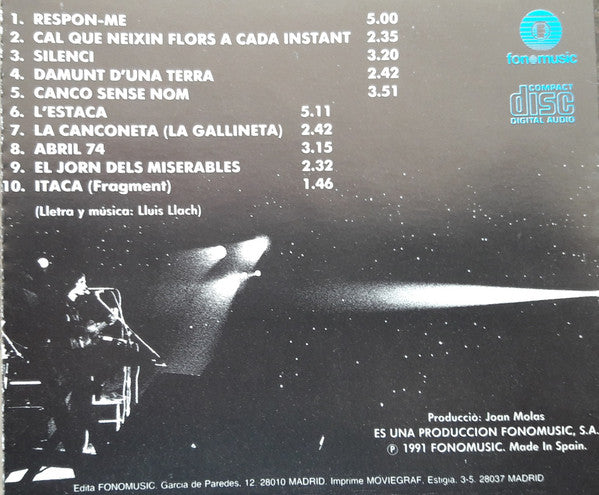 1. RESPON-ME 5.00
2. CAL QUE NEIXIN FLORS A CADA INSTANT 2.35
3. SILENCI 3.20
4. DAMUNT D'UNA TERRA 2.42
5. CANCO SENSE NOM 3.51
6. L'ESTACA 5.11
7. LA CANCONETA (LA GALLINETA) 2.42
8. ABRIL 74 3.15
9. EL JORN DELS MISERABLES 2.32
10. ITACA (Fragment) 1.46
(Lletra y mùsica: Lluis Llach)
fonomusic
COMPACT
disc
DIGITAL AUDIO
Producciò: Joan Molas
ES UNA PRODUCCION FONOMUSIC, S.A.
Ⓟ 1991 FONOMUSIC. Made In Spain.
Edita FONOMUSIC. Garcia de Paredes, 12. 28010 MADRID. Imprime MOVIEGRAF, Estigia. 3-5. 28037 MADRID